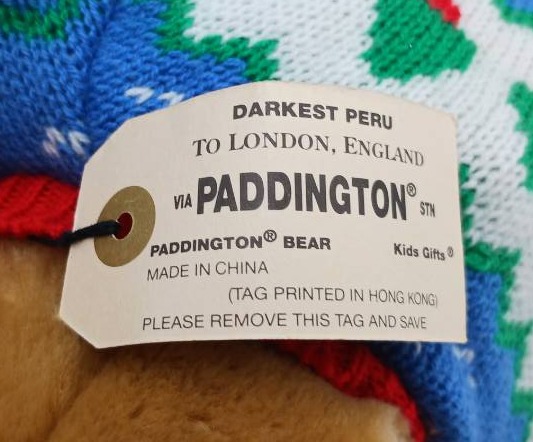 DARKEST PERU
TO LONDON, ENGLAND
VIA PADDINGTON® STN
PADDINGTON® BEAR Kids Gifts®
MADE IN CHINA
(TAG PRINTED IN HONG KONG)
PLEASE REMOVE THIS TAG AND SAVE